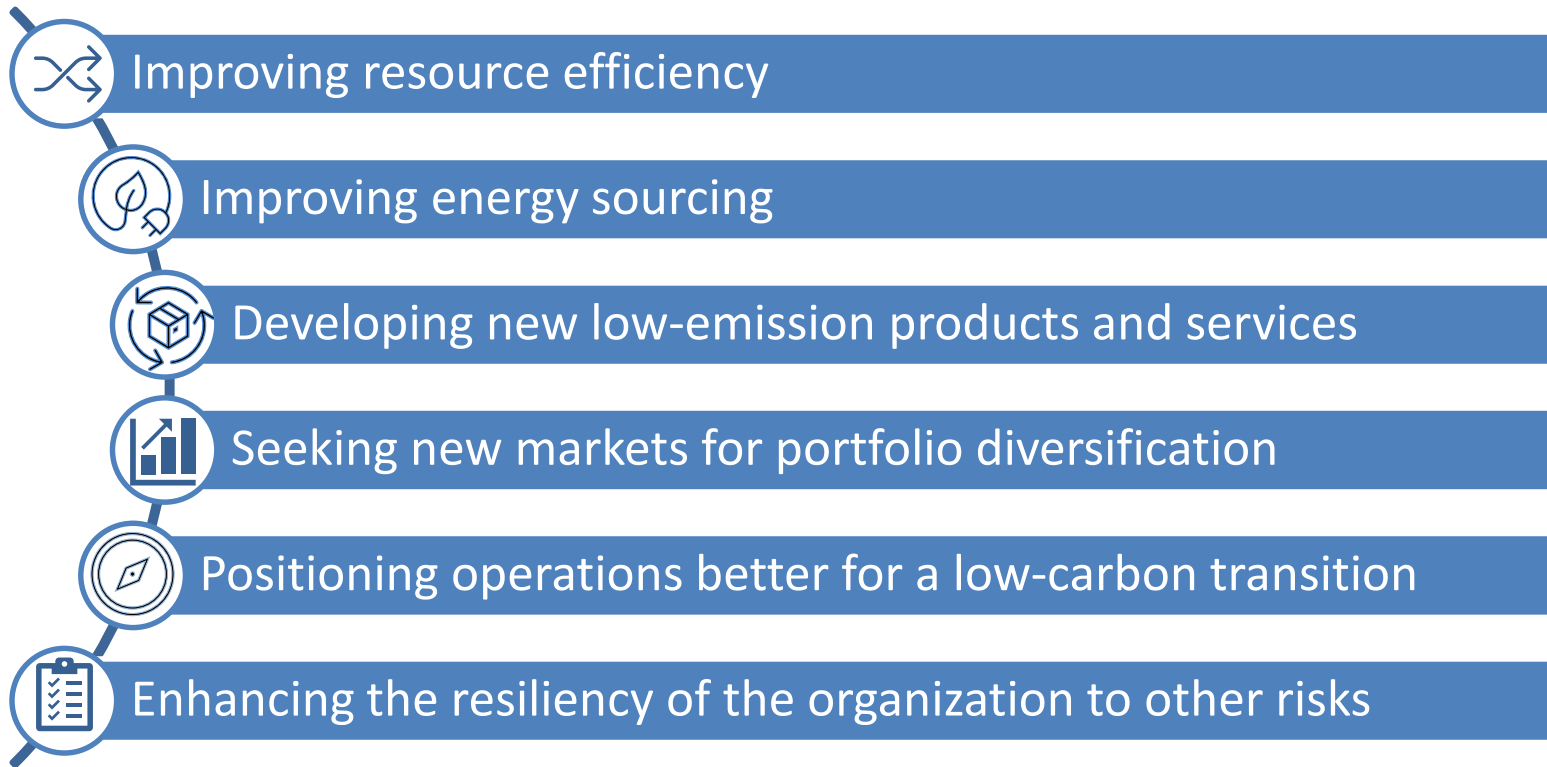 Improving resource efficiency
Improving energy sourcing
Developing new low-emission products and services
Seeking new markets for portfolio diversification
Positioning operations better for a low-carbon transition
Enhancing the resiliency of the organization to other risks